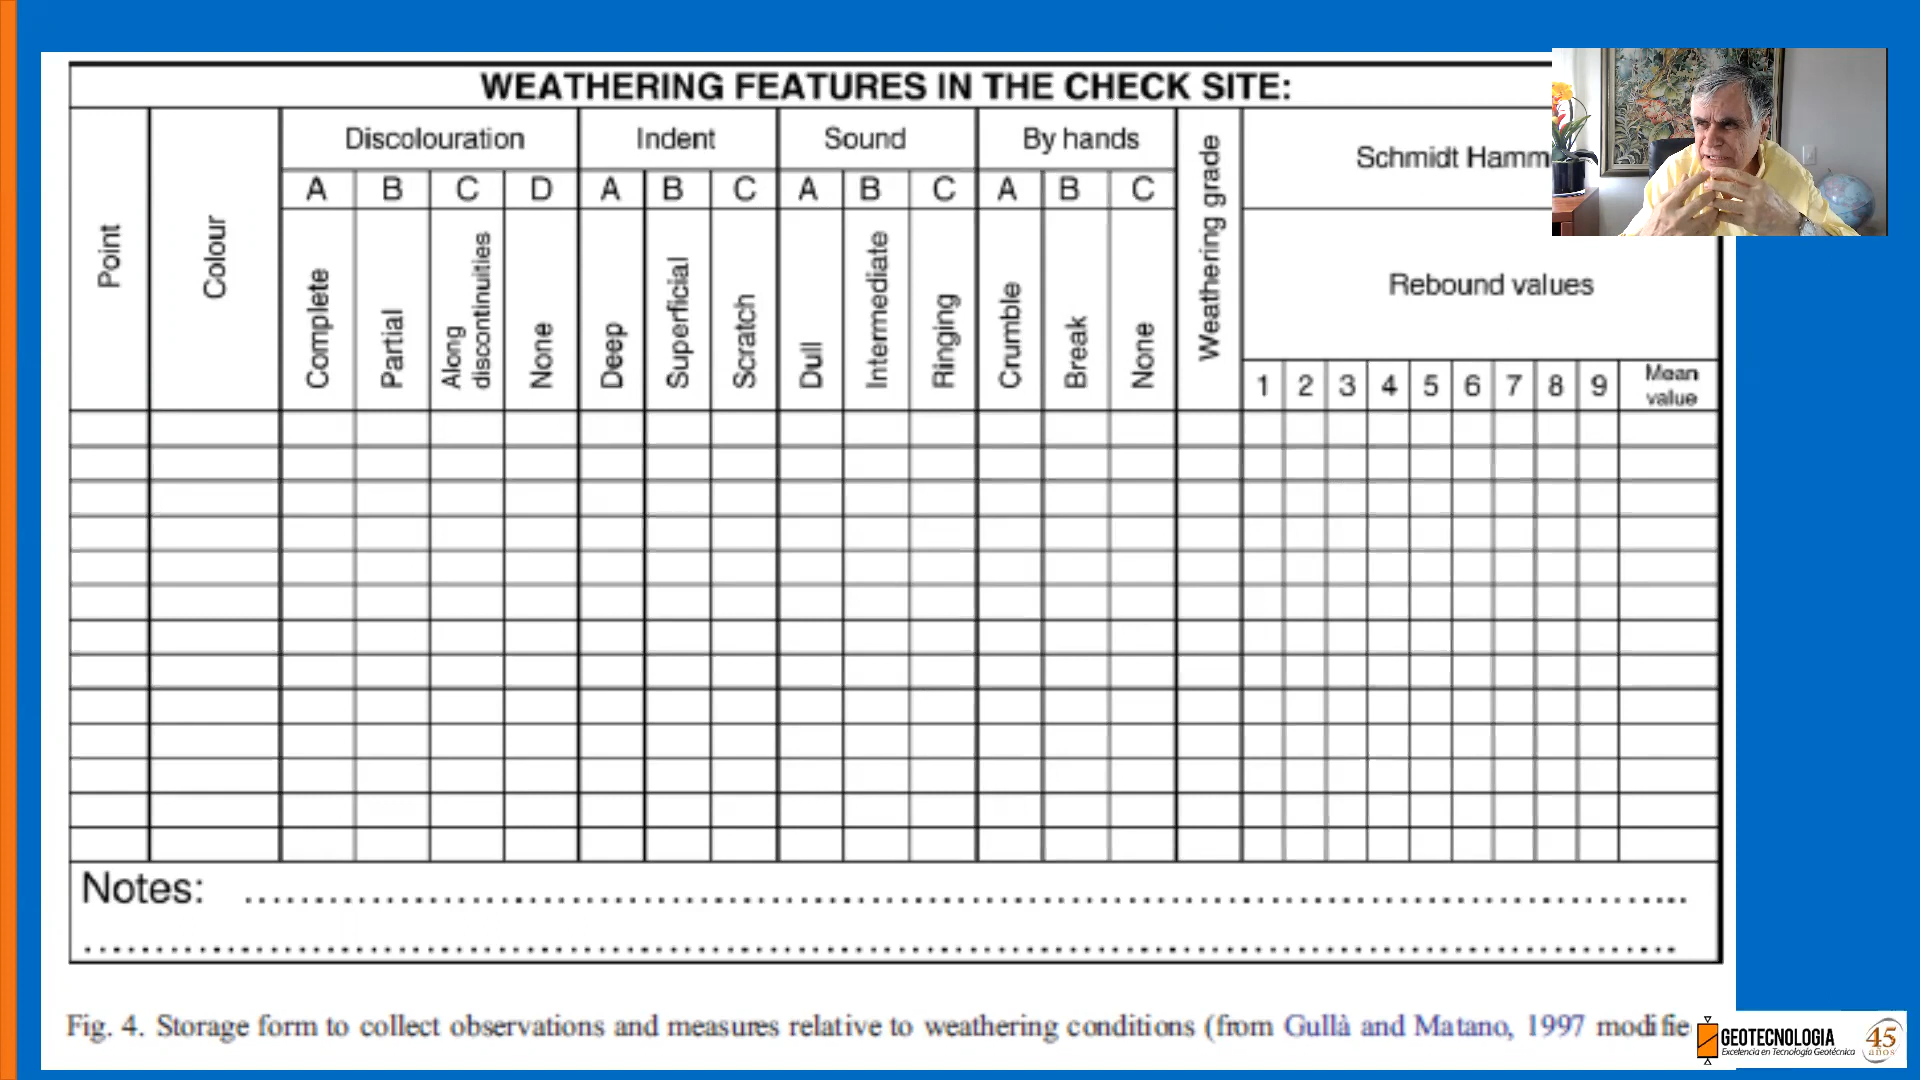 WEATHERING FEATURES IN THE CHECK SITE:
Point
Colour
Discolouration
Indent
Sound
By hands
Weathering grade
Schmidt Hamm
A B C D A B C A B C A B C
Complete
Partial
Along discontinuities
None
Deep
Superficial
Scratch
Dull
Intermediate
Ringing
Crumble
Break
None
Rebound values
1 2 3 4 5 6 7 8 9 Mean value
Notes:
Fig. 4. Storage form to collect observations and measures relative to weathering conditions (from Gullà and Matano, 1997 modifie
GEOTECNOLOGIA
Excelencia en Tecnología Geotécnica
45 años